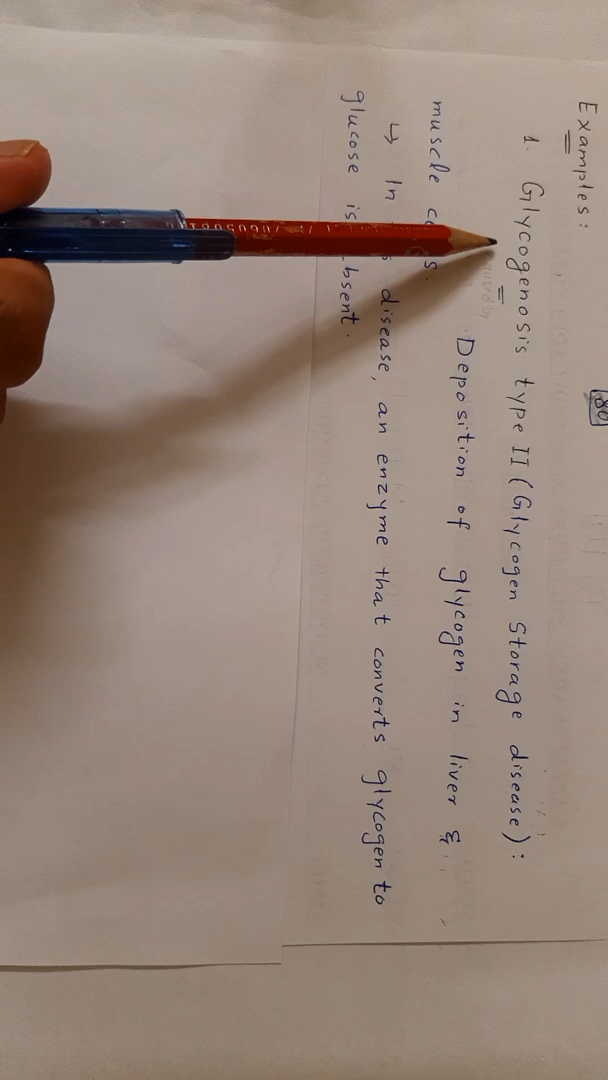 80
Examples:
1. Glycogenosis type II (Glycogen Storage disease):
Deposition of glycogen in liver &
muscle
↳ In disease, an enzyme that converts glycogen to
glucose is